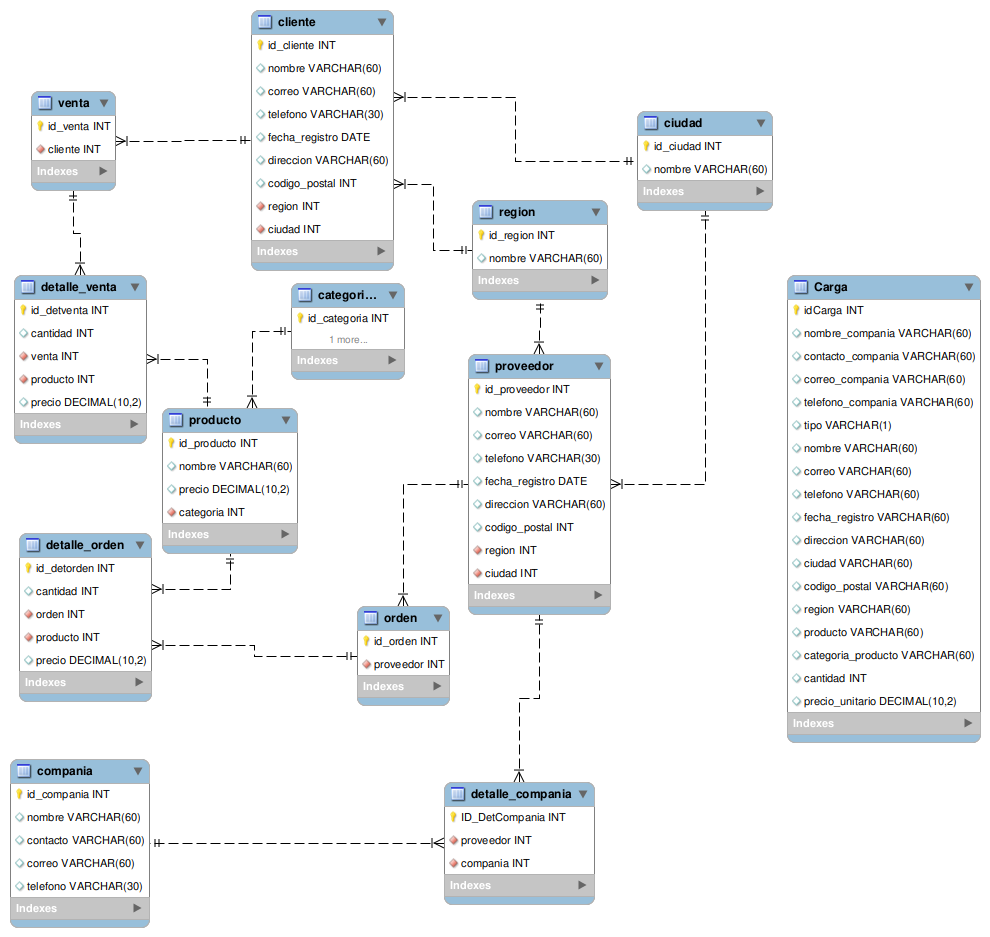 cliente
id_cliente INT
nombre VARCHAR(60)
correo VARCHAR(60)
telefono VARCHAR(30)
fecha_registro DATE
direccion VARCHAR(60)
codigo_postal INT
region INT
ciudad INT
Indexes
venta
id_venta INT
cliente INT
Indexes
ciudad
id_ciudad INT
nombre VARCHAR(60)
Indexes
region
id_region INT
nombre VARCHAR(60)
Indexes
detalle_venta
id_detventa INT
cantidad INT
venta INT
producto INT
precio DECIMAL(10,2)
Indexes
categori...
id_categoria INT
1 more...
Indexes
Carga
idCarga INT
nombre_compania VARCHAR(60)
contacto_compania VARCHAR(60)
correo_compania VARCHAR(60)
telefono_compania VARCHAR(60)
tipo VARCHAR(1)
nombre VARCHAR(60)
correo VARCHAR(60)
telefono VARCHAR(60)
fecha_registro VARCHAR(60)
direccion VARCHAR(60)
ciudad VARCHAR(60)
codigo_postal VARCHAR(60)
region VARCHAR(60)
producto VARCHAR(60)
categoria_producto VARCHAR(60)
cantidad INT
precio_unitario DECIMAL(10,2)
Indexes
proveedor
id_proveedor INT
nombre VARCHAR(60)
correo VARCHAR(60)
telefono VARCHAR(30)
fecha_registro DATE
direccion VARCHAR(60)
codigo_postal INT
region INT
ciudad INT
Indexes
producto
id_producto INT
nombre VARCHAR(60)
precio DECIMAL(10,2)
categoria INT
Indexes
detalle_orden
id_detorden INT
cantidad INT
orden INT
producto INT
precio DECIMAL(10,2)
Indexes
orden
id_orden INT
proveedor INT
Indexes
compania
id_compania INT
nombre VARCHAR(60)
contacto VARCHAR(60)
correo VARCHAR(60)
telefono VARCHAR(30)
Indexes
detalle_compania
ID_DetCompania INT
proveedor INT
compania INT
Indexes